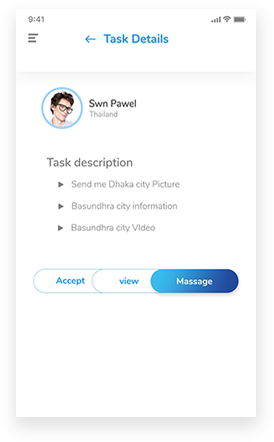 9:41
Task Details
Swn Pawel
Thailand
Task description
Send me Dhaka city Picture
Basundhra city information
Basundhra city VIdeo
Accept view Massage